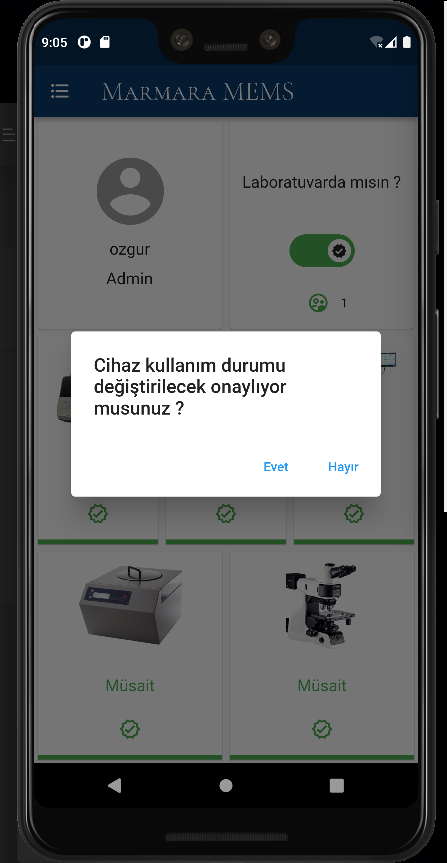 9:05
MARMARA MEMS
Laboratuvarda mısın ?
ozgur
Admin
1
Cihaz kullanım durumu
değiştirilecek onaylıyor
musunuz ?
Evet Hayır
Müsait Müsait